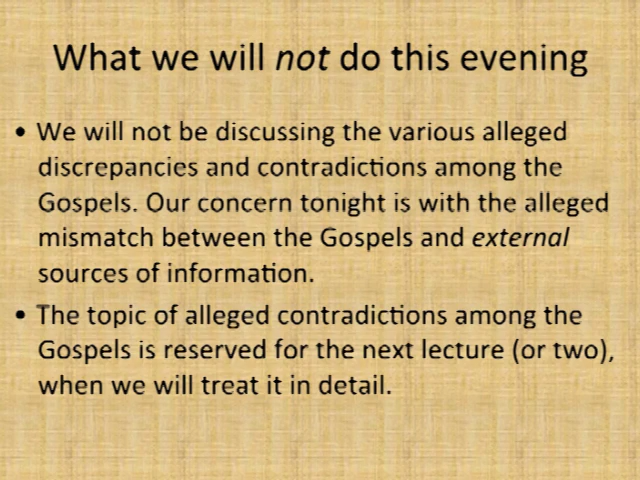 What we will not do this evening
• We will not be discussing the various alleged
discrepancies and contradictions among the
Gospels. Our concern tonight is with the alleged
mismatch between the Gospels and external
sources of information.
• The topic of alleged contradictions among the
Gospels is reserved for the next lecture (or two),
when we will treat it in detail.